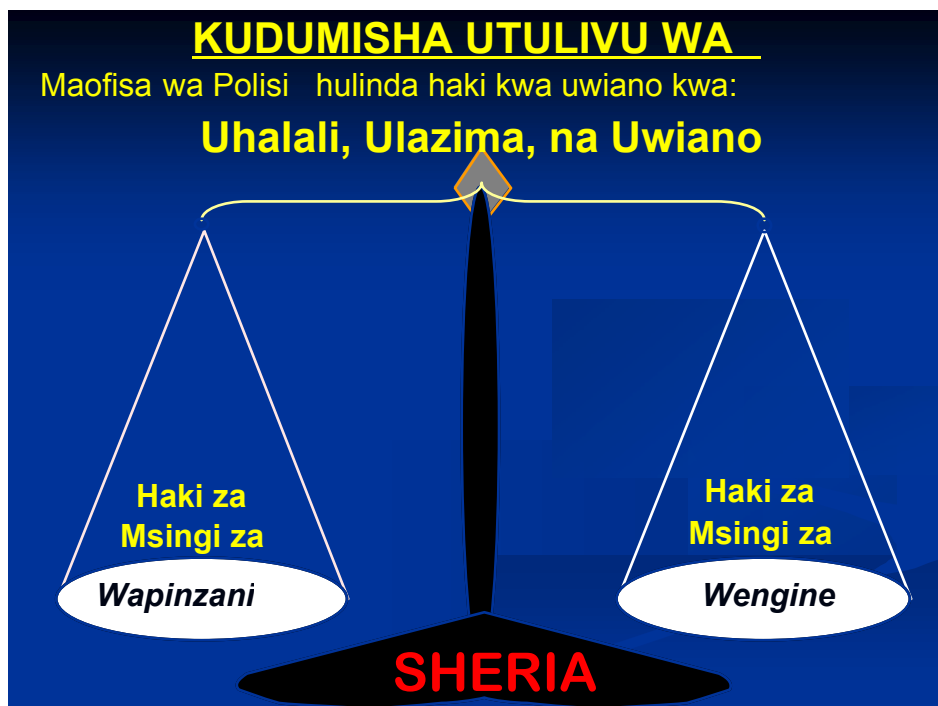 KUDUMISHA UTULIVU WA
Maofisa wa Polisi hulinda haki kwa uwiano kwa:
Uhalali, Ulazima, na Uwiano
Haki za
Msingi za
Wapinzani
Haki za
Msingi za
Wengine
SHERIA